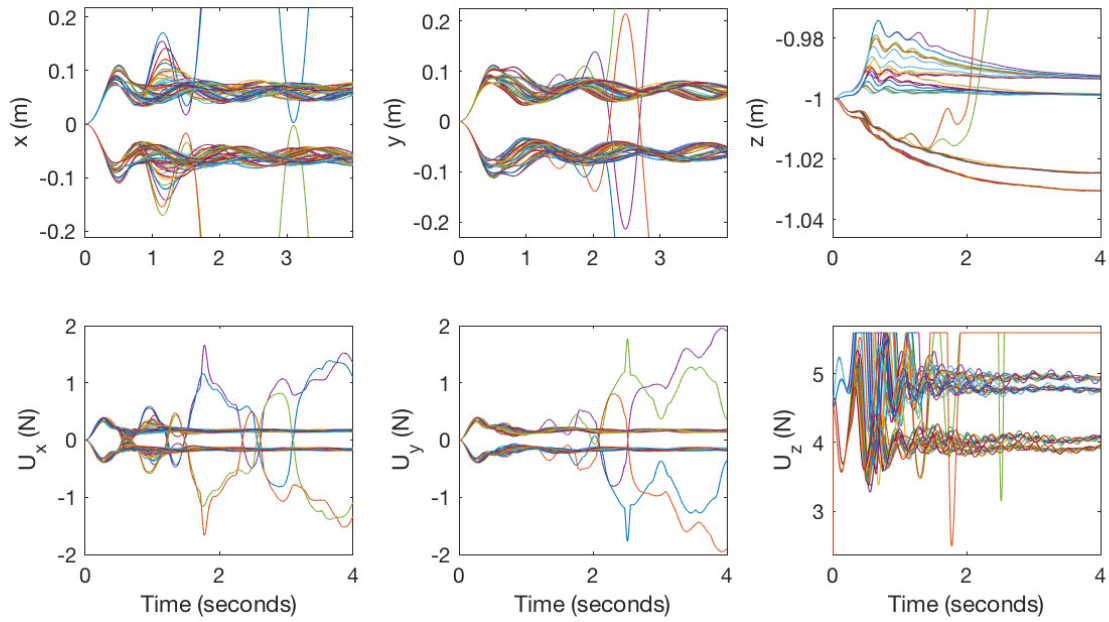 0.2
0.1
0
-0.1
-0.2
x (m)
0 1 2 3
0.2
0.1
0
-0.1
-0.2
y (m)
0 1 2 3
-0.98
-1
-1.02
-1.04
z (m)
0 2 4
2
1
0
-1
-2
U_x (N)
0 2 4
Time (seconds)
2
1
0
-1
-2
U_y (N)
0 2 4
Time (seconds)
5
4
3
U_z (N)
0 2 4
Time (seconds)